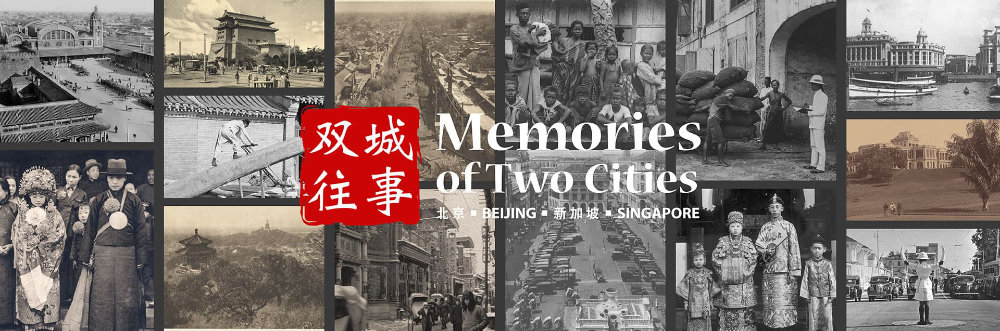 双城
往事
Memories
of Two Cities
北京 ▪ BEIJING ▪ 新加坡 ▪ SINGAPORE